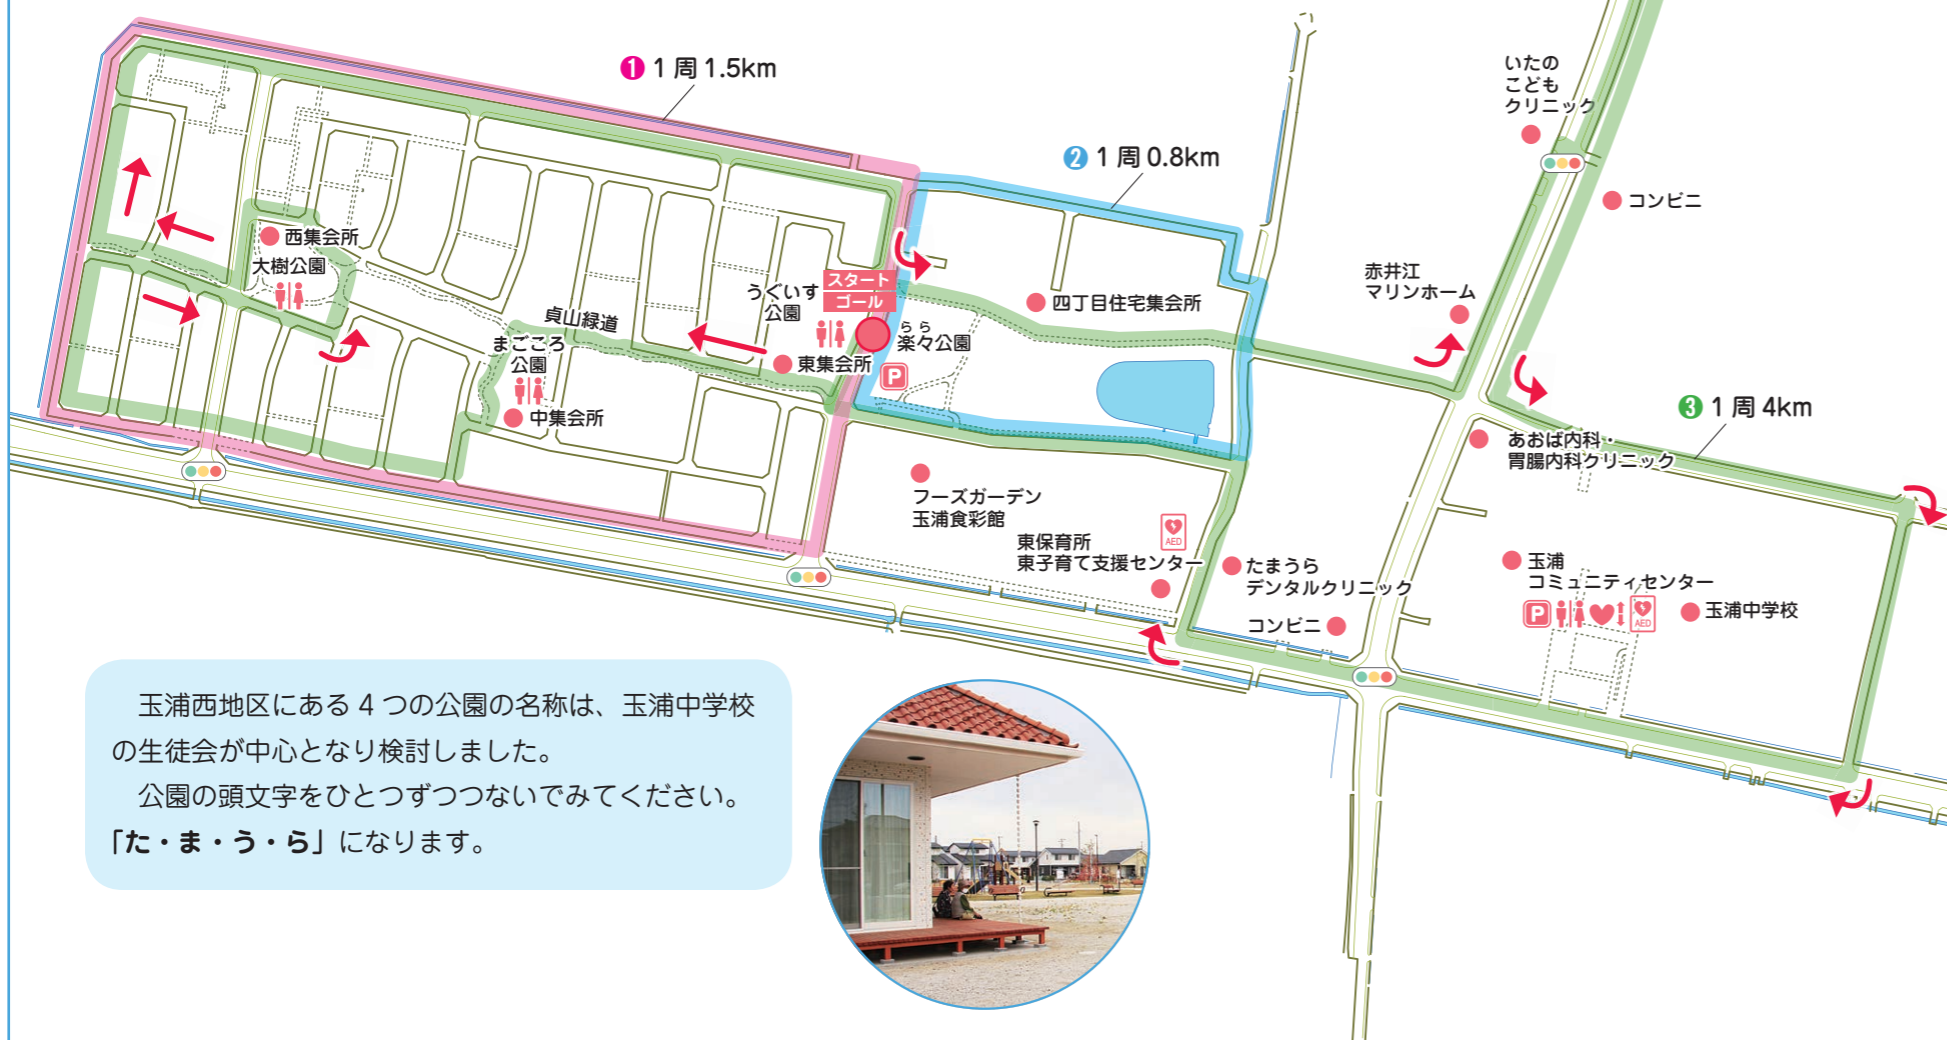 ❶ 1 周 1.5km
❷ 1 周 0.8km
いたの
こども
クリニック
コンビニ
西集会所
大樹公園
赤井江
マリンホーム
うぐいす
公園
スタート
ゴール
四丁目住宅集会所
貞山緑道
まごころ
公園
らら
楽々公園
東集会所
P
中集会所
❸ 1 周 4km
あおば内科・
胃腸内科クリニック
フーズガーデン
玉浦食彩館
東保育所
東子育て支援センター
AED
たまうら
デンタルクリニック
コンビニ
玉浦
コミュニティセンター
P
AED
玉浦中学校
玉浦西地区にある 4 つの公園の名称は、玉浦中学校
の生徒会が中心となり検討しました。
公園の頭文字をひとつずつつないでみてください。
「た・ま・う・ら」になります。